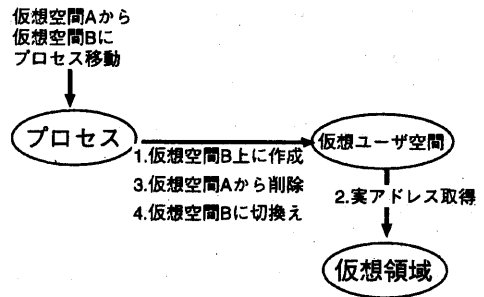 仮想空間Aから
仮想空間Bに
プロセス移動
プロセス
仮想ユーザ空間
1.仮想空間B上に作成
3.仮想空間Aから削除
4.仮想空間Bに切換え
2.実アドレス取得
仮想領域